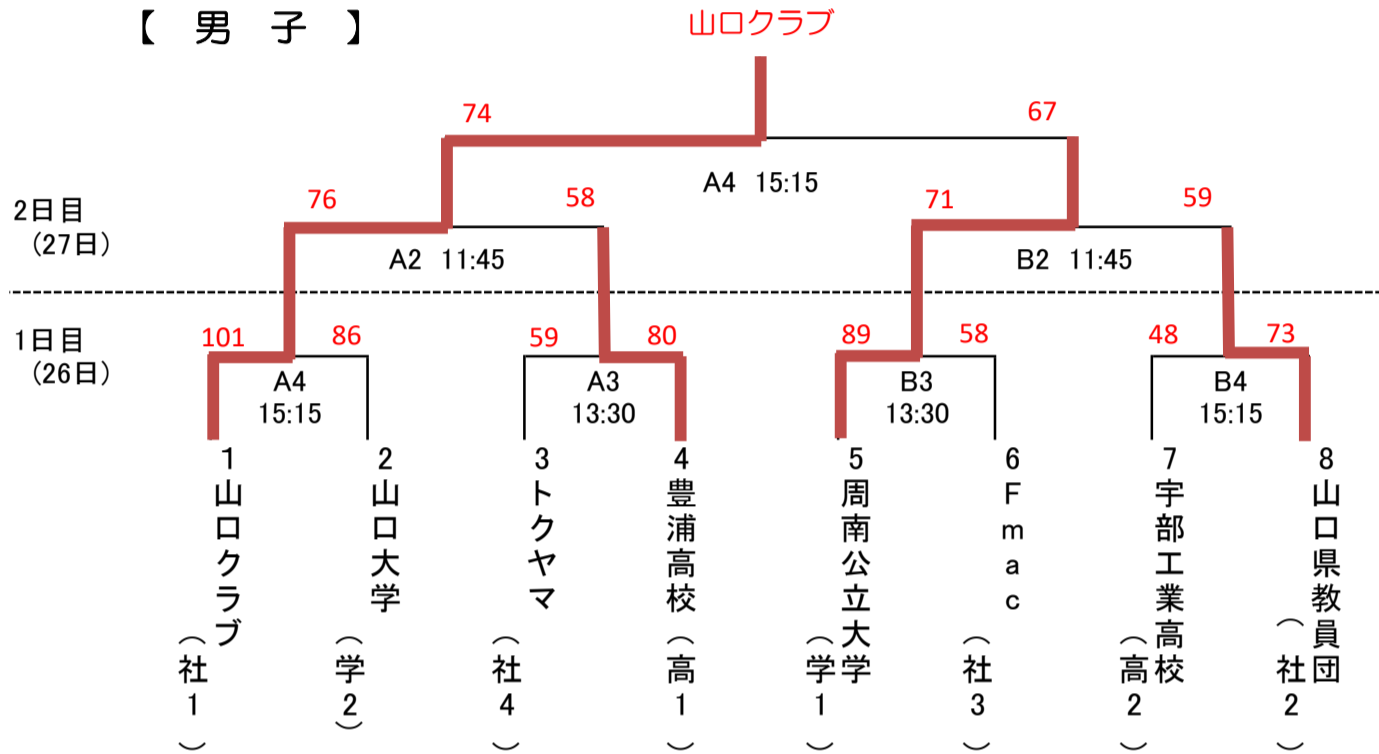 【 男 子 】
山口クラブ
74
67
A4 15:15
2日目
（27日）
76
58
71
59
A2 11:45
B2 11:45
1日目
（26日）
101
86
59
80
89
58
48
73
A4
15:15
A3
13:30
B3
13:30
B4
15:15
1
山口クラブ
（社1）
2
山口大学
（学2）
3
トクヤマ
（社4）
4
豊浦高校
（高1）
5
周南公立大学
（学1）
6
Fmac
（社3）
7
宇部工業高校
（高2）
8
山口県教員団
（社2）